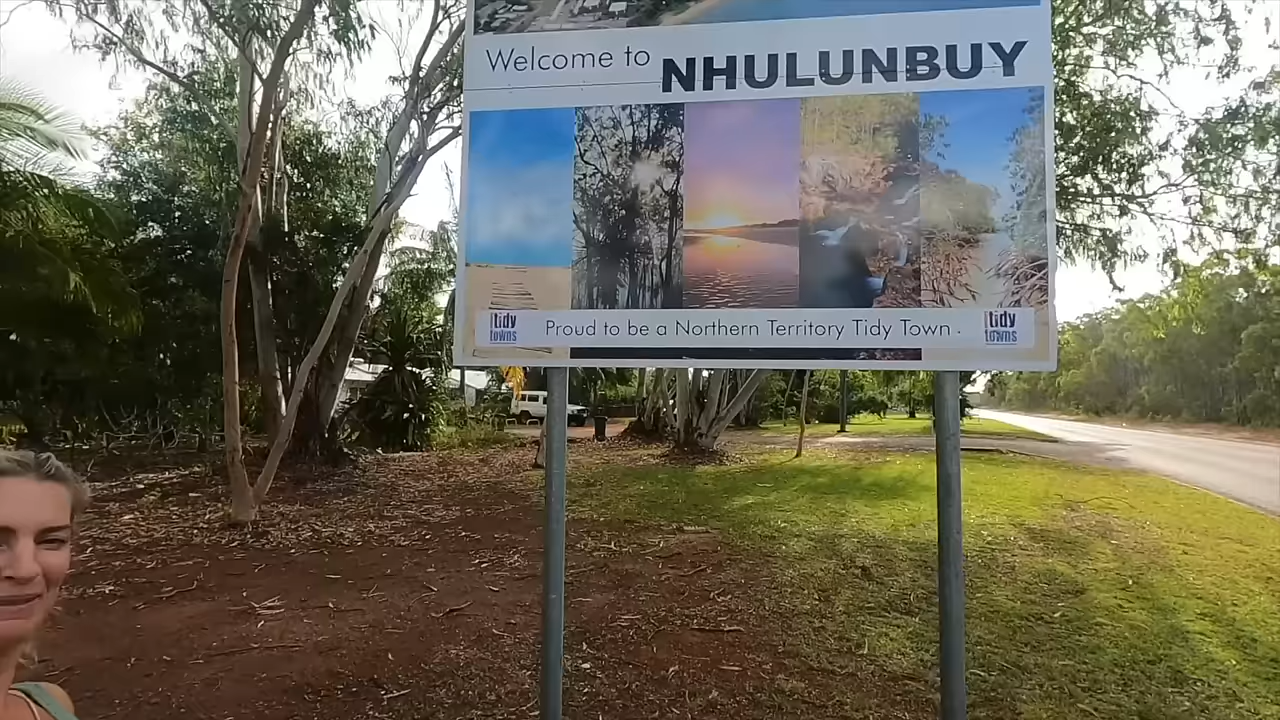 Welcome to NHULUNBUY
tidy
towns
Proud to be a Northern Territory Tidy Town .
tidy
towns